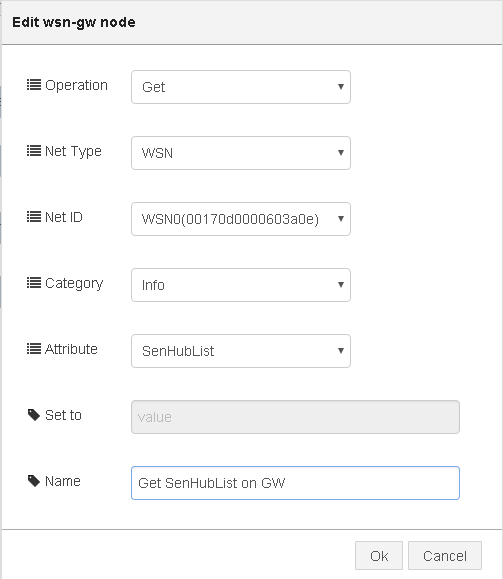 Edit wsn-gw node
Operation Get
Net Type WSN
Net ID WSN0(00170d0000603a0e)
Category Info
Attribute SenHubList
Set to value
Name Get SenHubList on GW
Ok Cancel